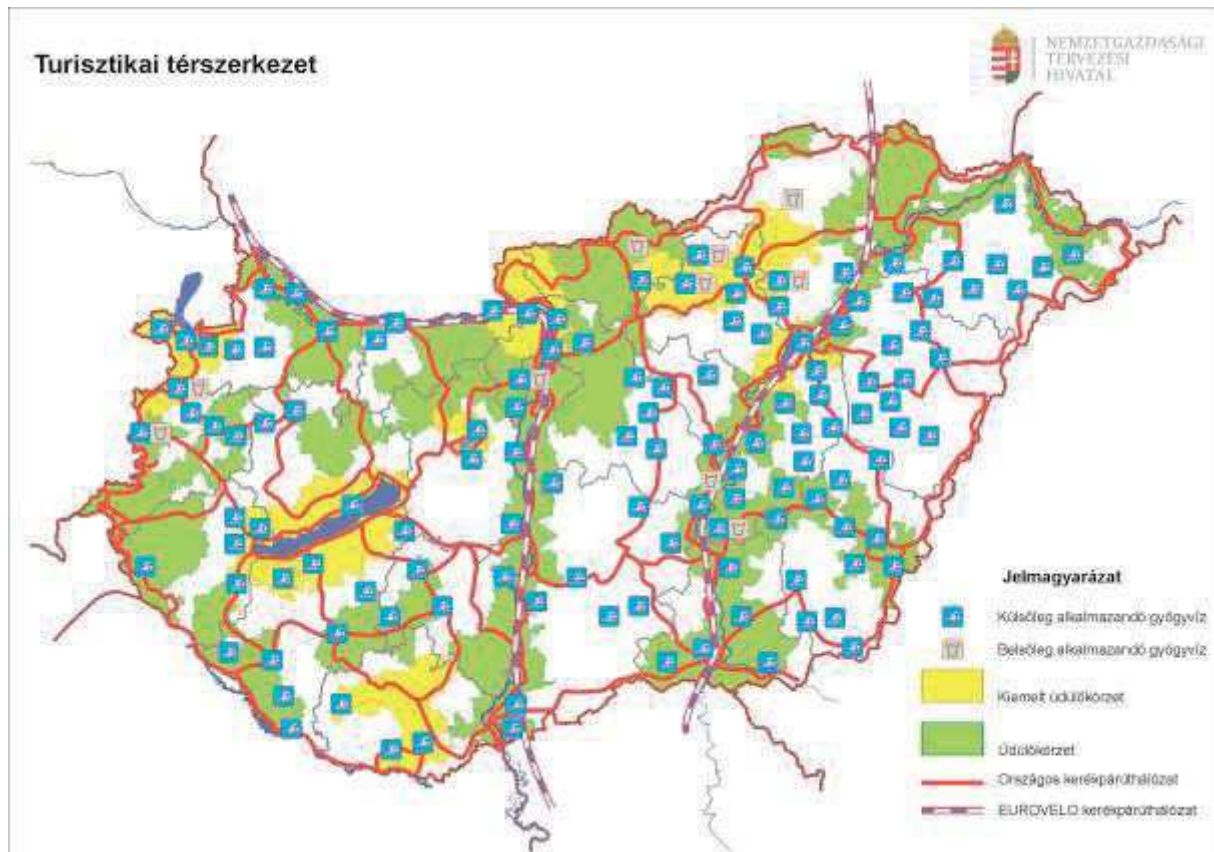 Turisztikai térszerkezet
NEMZETGAZDASÁGI
TERVEZÉSI
HIVATAL
Jelmagyarázat
Külsőleg alkalmazandó gyógyvíz
Belsőleg alkalmazandó gyógyvíz
Kiemelt üdülőkörzet
Üdülőkörzet
Országos kerékpárúthálózat
EUROVELO kerékpárúthálózat